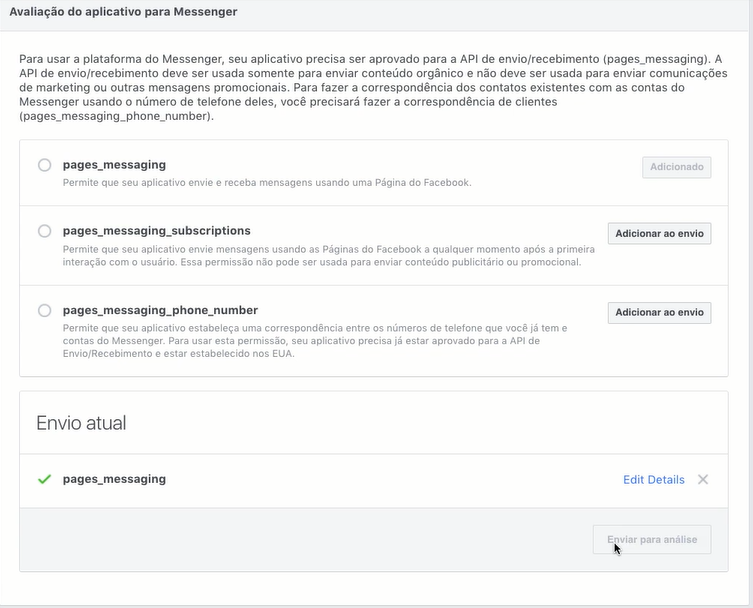 Avaliação do aplicativo para Messenger
Para usar a plataforma do Messenger, seu aplicativo precisa ser aprovado para a API de envio/recebimento (pages_messaging). A
API de envio/recebimento deve ser usada somente para enviar conteúdo orgânico e não deve ser usada para enviar comunicações
de marketing ou outras mensagens promocionais. Para fazer a correspondência dos contatos existentes com as contas do
Messenger usando o número de telefone deles, você precisará fazer a correspondência de clientes
(pages_messaging_phone_number).
pages_messaging
Adicionado
Permite que seu aplicativo envie e receba mensagens usando uma Página do Facebook.
pages_messaging_subscriptions
Adicionar ao envio
Permite que seu aplicativo envie mensagens usando as Páginas do Facebook a qualquer momento após a primeira
interação com o usuário. Essa permissão não pode ser usada para enviar conteúdo publicitário ou promocional.
pages_messaging_phone_number
Adicionar ao envio
Permite que seu aplicativo estabeleça uma correspondência entre os números de telefone que você já tem e
contas do Messenger. Para usar esta permissão, seu aplicativo precisa já estar aprovado para a API de
Envio/Recebimento e estar estabelecido nos EUA.
Envio atual
pages_messaging
Edit Details
Enviar para análise